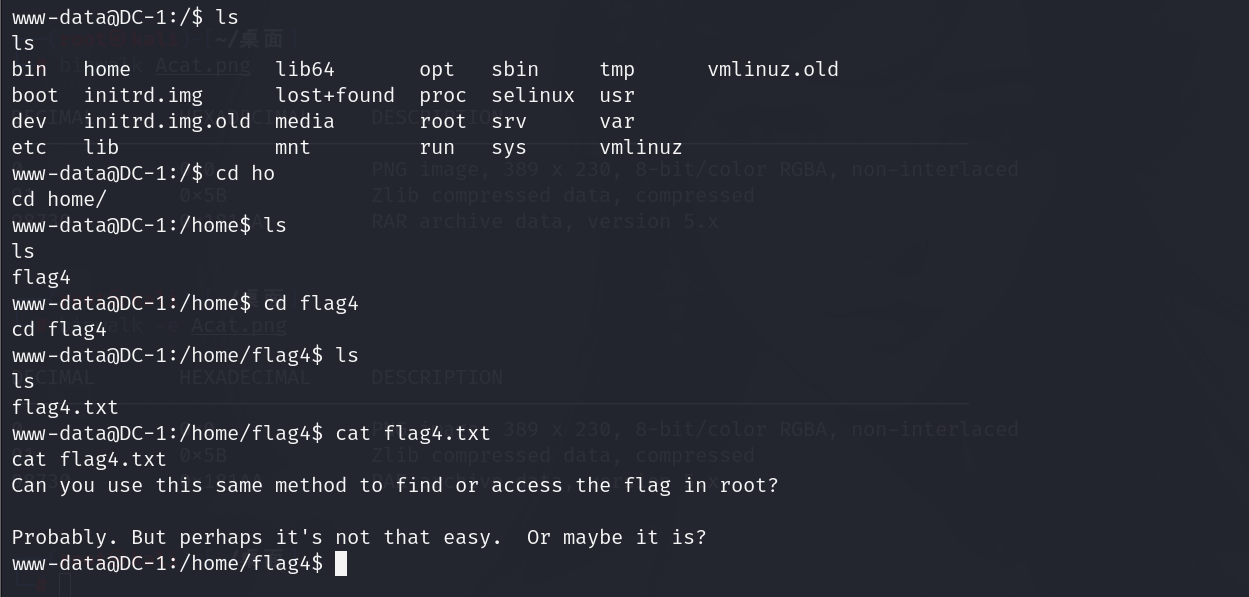 www-data@DC-1:/$ ls
ls
bin   home            lib64       opt   sbin     tmp      vmlinuz.old
boot  initrd.img      lost+found  proc  selinux  usr
dev   initrd.img.old  media       root  srv      var
etc   lib             mnt         run   sys      vmlinuz
www-data@DC-1:/$ cd ho
cd home/
www-data@DC-1:/home$ ls
ls
flag4
www-data@DC-1:/home$ cd flag4
cd flag4
www-data@DC-1:/home/flag4$ ls
ls
flag4.txt
www-data@DC-1:/home/flag4$ cat flag4.txt
cat flag4.txt
Can you use this same method to find or access the flag in root?

Probably. But perhaps it's not that easy.  Or maybe it is?
www-data@DC-1:/home/flag4$